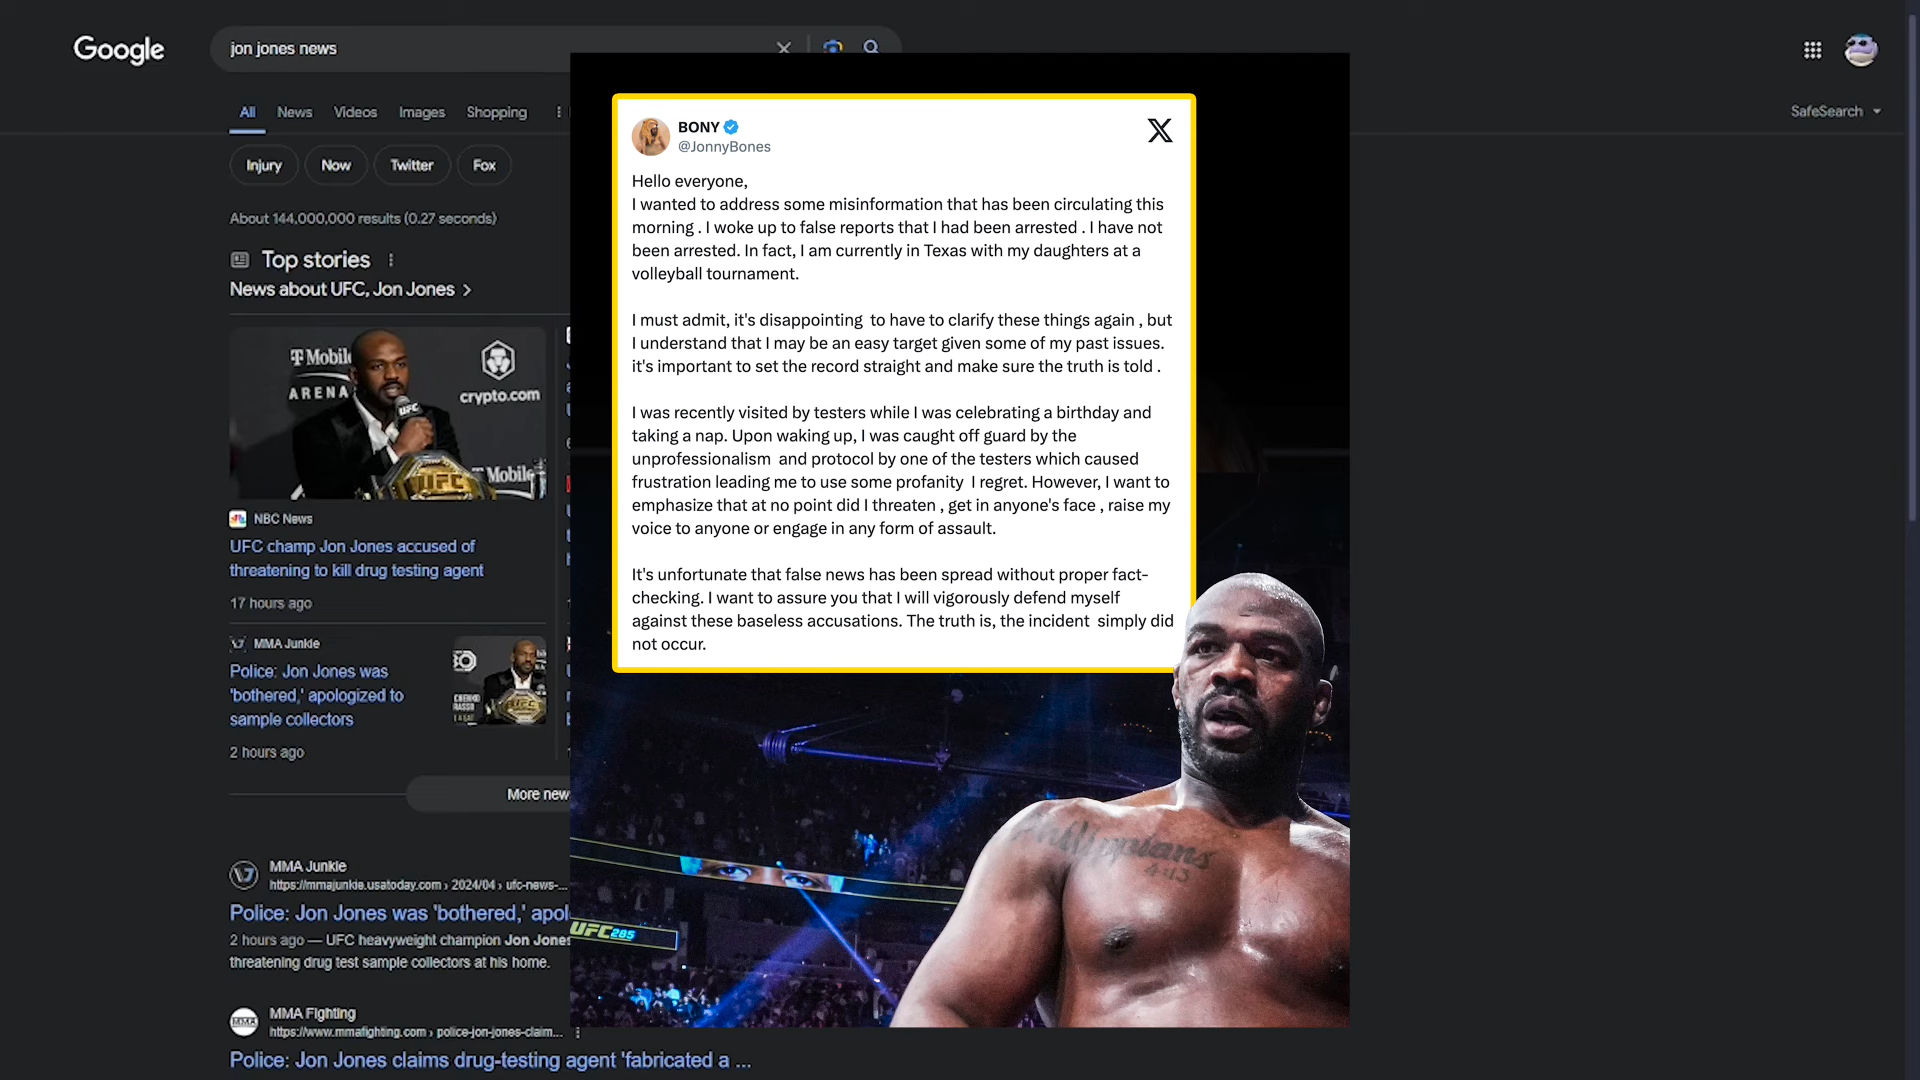 Google
jon jones news
All
News
Videos
Images
Shopping
SafeSearch
Injury
Now
Twitter
Fox
About 144,000,000 results (0.27 seconds)
Top stories
News about UFC, Jon Jones
T Mobile
ARENA
crypto.com
UFC
UFC
T Mobile
NBC News
UFC champ Jon Jones accused of
threatening to kill drug testing agent
17 hours ago
MMA Junkie
Police: Jon Jones was
'bothered,' apologized to
sample collectors
2 hours ago
More new
MMA Junkie
https://mmajunkie.usatoday.com › 2024/04 › ufc-news-...
Police: Jon Jones was 'bothered,' apol
2 hours ago — UFC heavyweight champion Jon Jones
threatening drug test sample collectors at his home.
MMA
MMA Fighting
https://www.mmafighting.com › police-jon-jones-claim...
Police: Jon Jones claims drug-testing agent 'fabricated a ...
BONY
@JonnyBones
Hello everyone,
I wanted to address some misinformation that has been circulating this
morning . I woke up to false reports that I had been arrested . I have not
been arrested. In fact, I am currently in Texas with my daughters at a
volleyball tournament.
I must admit, it's disappointing  to have to clarify these things again , but
I understand that I may be an easy target given some of my past issues.
it's important to set the record straight and make sure the truth is told .
I was recently visited by testers while I was celebrating a birthday and
taking a nap. Upon waking up, I was caught off guard by the
unprofessionalism  and protocol by one of the testers which caused
frustration leading me to use some profanity  I regret. However, I want to
emphasize that at no point did I threaten , get in anyone's face , raise my
voice to anyone or engage in any form of assault.
It's unfortunate that false news has been spread without proper fact-
checking. I want to assure you that I will vigorously defend myself
against these baseless accusations. The truth is, the incident  simply did
not occur.
UFC 285
Philippians
4:13